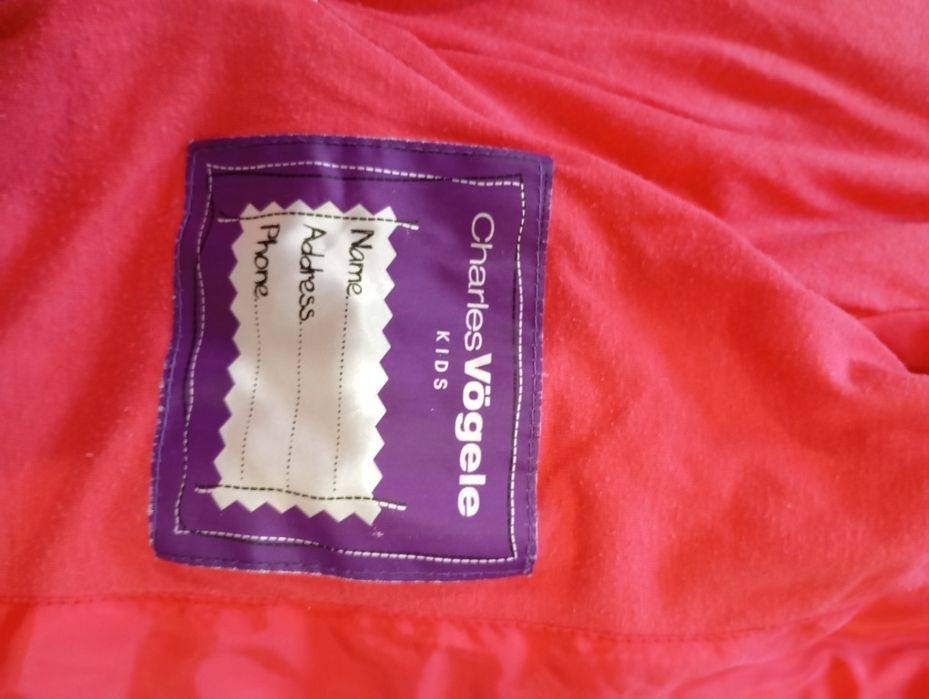 Charles Vögele
KIDS
Name
Address
Phone